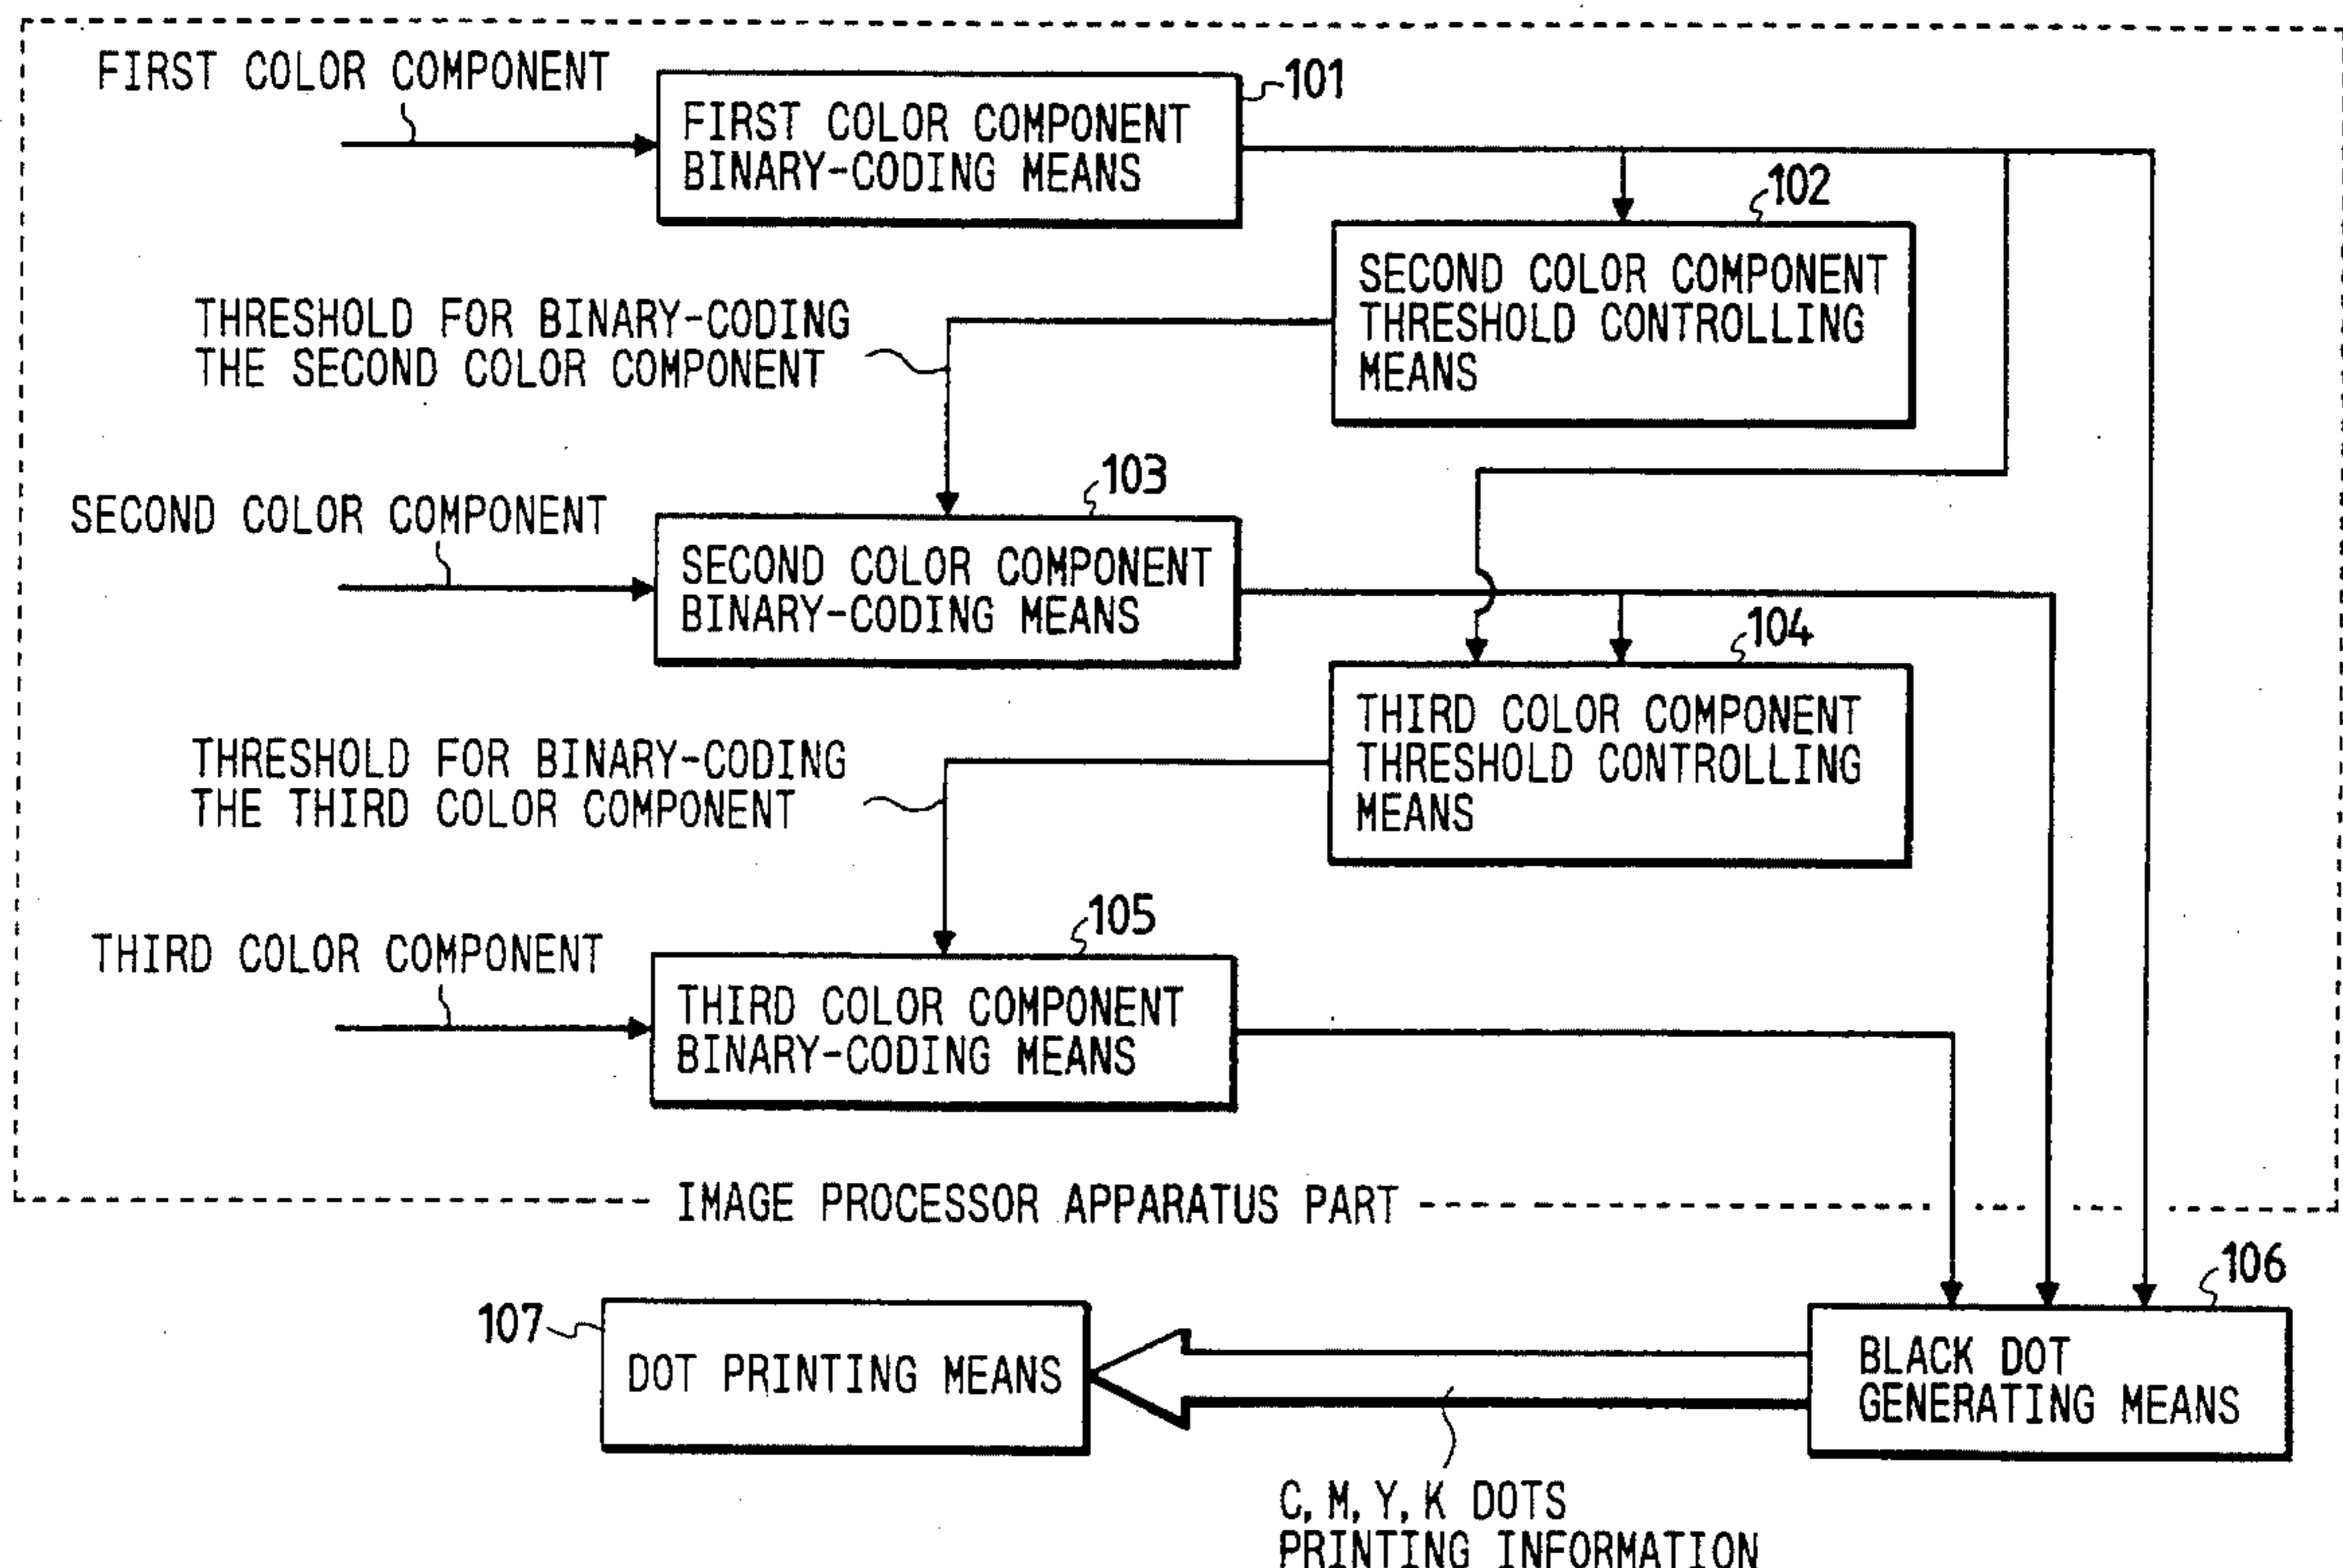 FIRST COLOR COMPONENT
101
FIRST COLOR COMPONENT
BINARY-CODING MEANS
102
SECOND COLOR COMPONENT
THRESHOLD CONTROLLING
MEANS
THRESHOLD FOR BINARY-CODING
THE SECOND COLOR COMPONENT
103
SECOND COLOR COMPONENT
SECOND COLOR COMPONENT
BINARY-CODING MEANS
104
THIRD COLOR COMPONENT
THRESHOLD CONTROLLING
MEANS
THRESHOLD FOR BINARY-CODING
THE THIRD COLOR COMPONENT
105
THIRD COLOR COMPONENT
THIRD COLOR COMPONENT
BINARY-CODING MEANS
IMAGE PROCESSOR APPARATUS PART
106
107
DOT PRINTING MEANS
BLACK DOT
GENERATING MEANS
C, M, Y, K DOTS
PRINTING INFORMATION